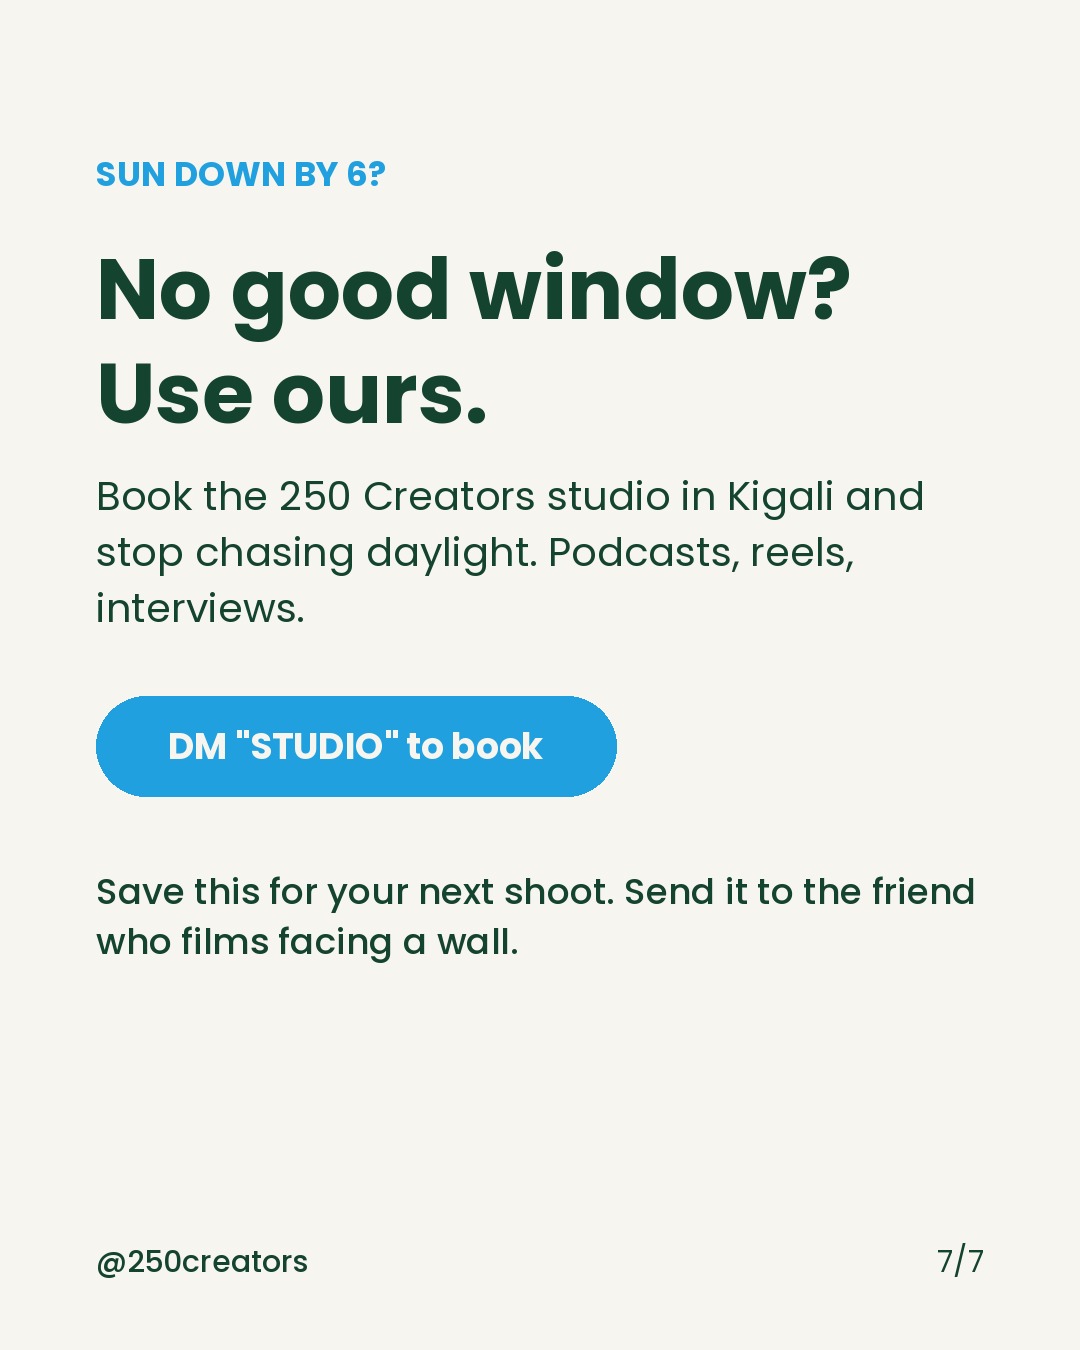 SUN DOWN BY 6?
No good window?
Use ours.
Book the 250 Creators studio in Kigali and
stop chasing daylight. Podcasts, reels,
interviews.
DM "STUDIO" to book
Save this for your next shoot. Send it to the friend
who films facing a wall.
@250creators
7/7